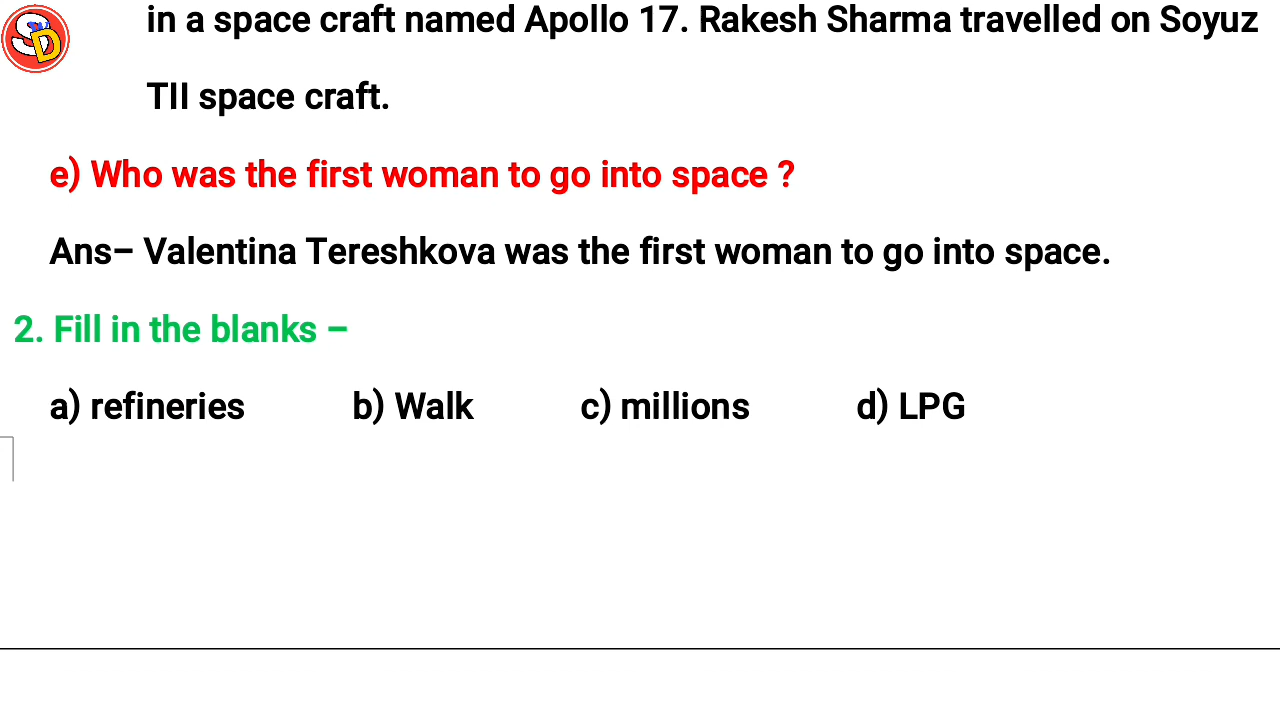 in a space craft named Apollo 17. Rakesh Sharma travelled on Soyuz
TII space craft.
e) Who was the first woman to go into space ?
Ans– Valentina Tereshkova was the first woman to go into space.
2. Fill in the blanks –
a) refineries b) Walk c) millions d) LPG